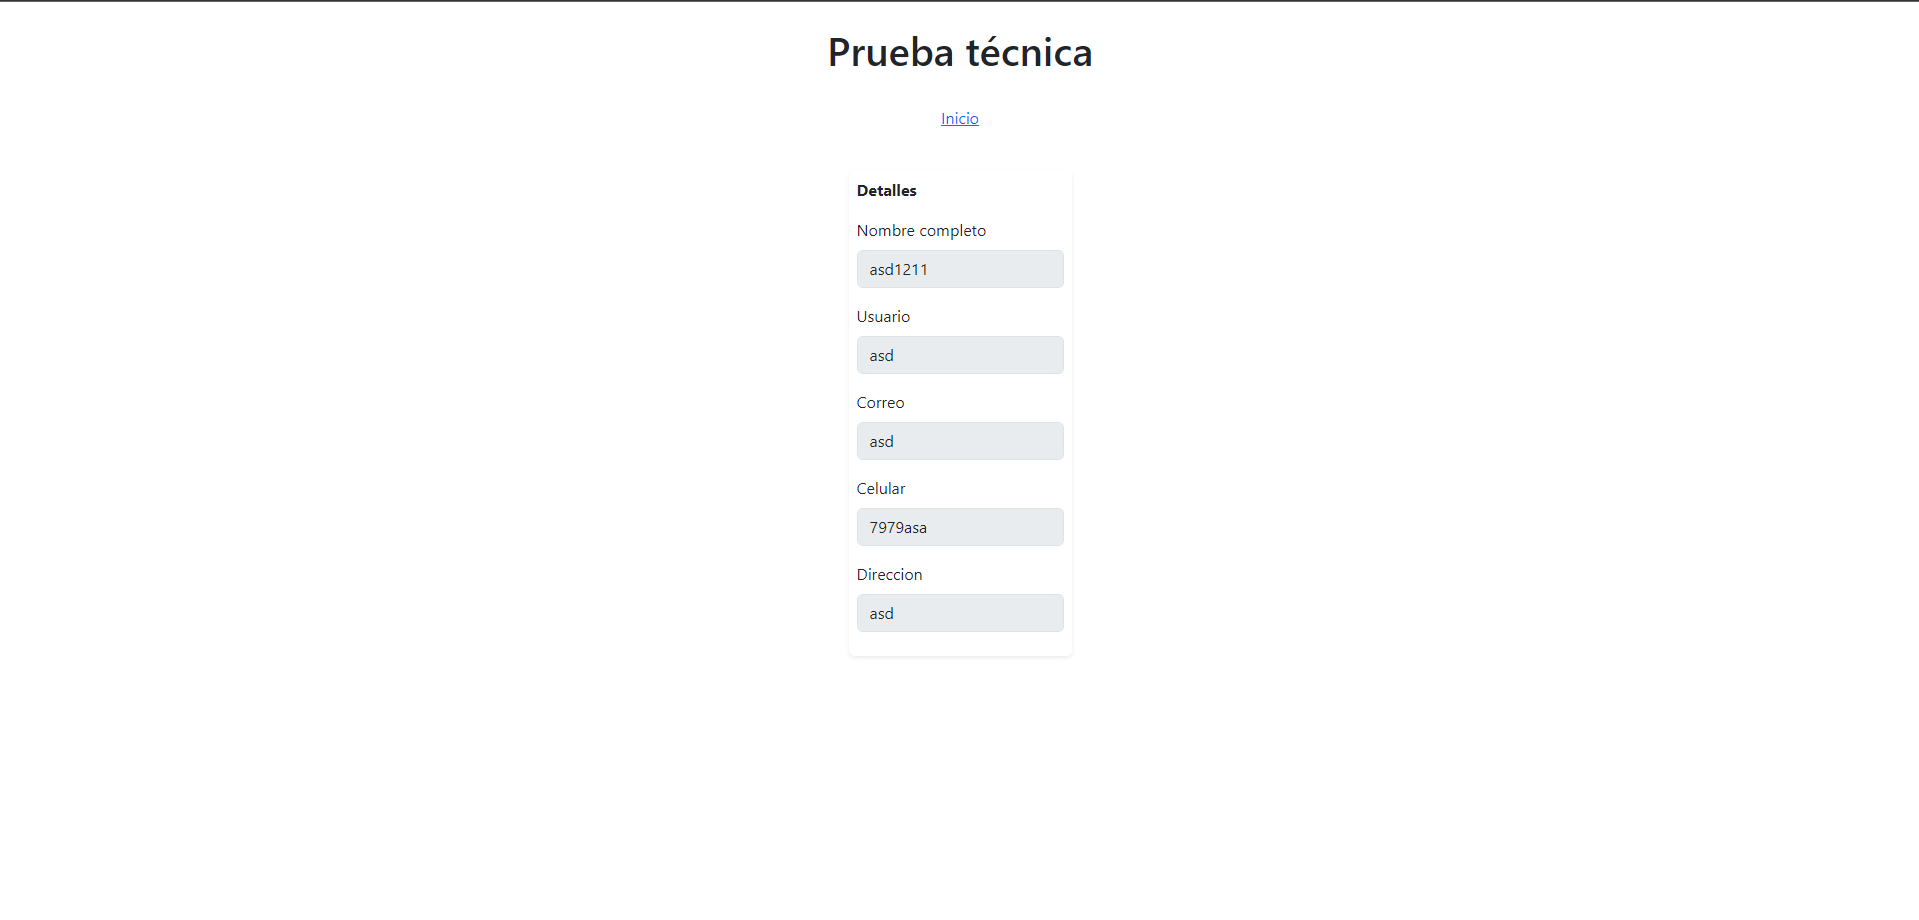 Prueba técnica
Inicio
Detalles
Nombre completo
asd1211
Usuario
asd
Correo
asd
Celular
7979asa
Direccion
asd